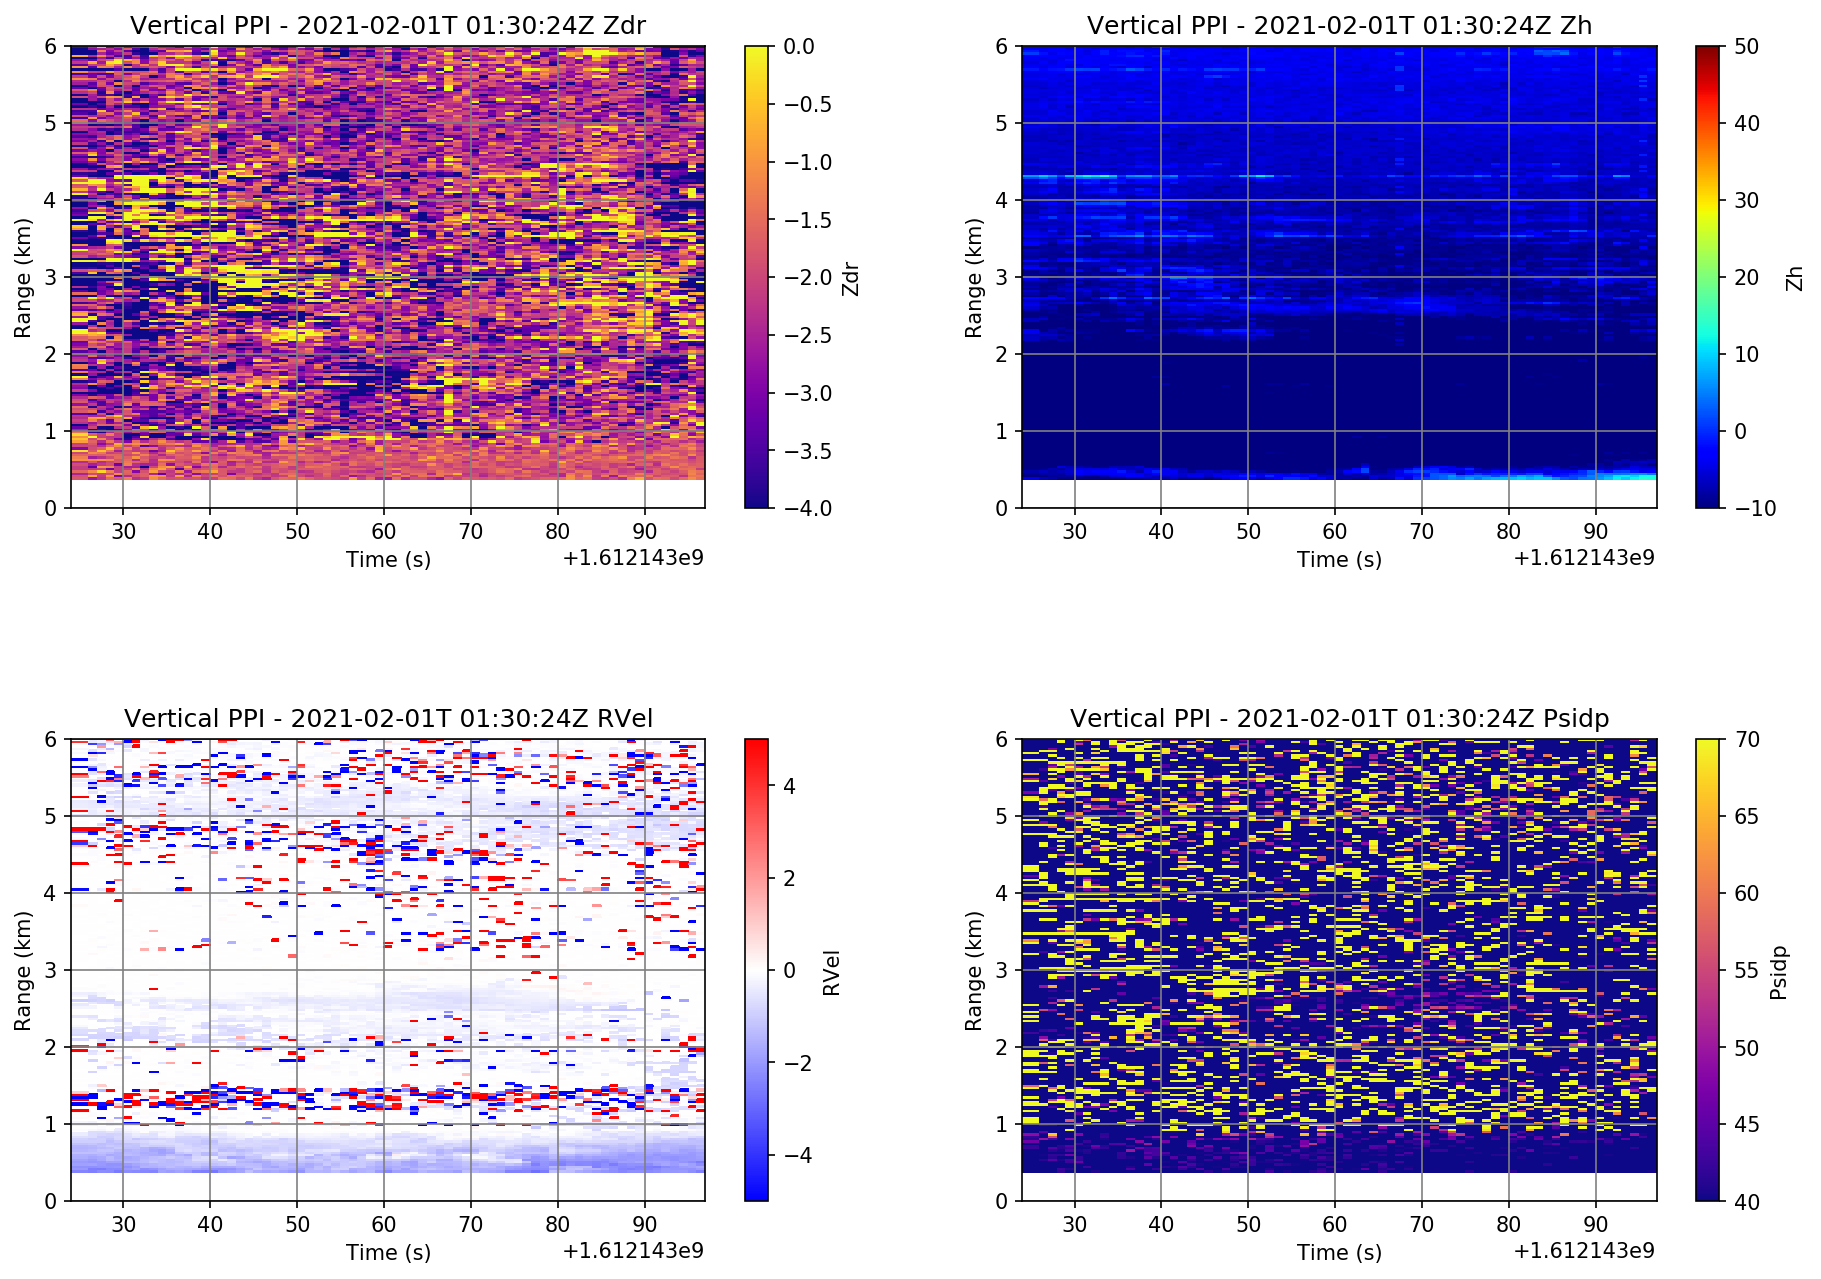 Vertical PPI - 2021-02-01T 01:30:24Z Zdr
6
5
4
3
2
1
0
Range (km)
30 40 50 60 70 80 90
Time (s)
+1.612143e9
0.0
−0.5
−1.0
−1.5
−2.0
−2.5
−3.0
−3.5
−4.0
Zdr
Vertical PPI - 2021-02-01T 01:30:24Z Zh
6
5
4
3
2
1
0
Range (km)
30 40 50 60 70 80 90
Time (s)
+1.612143e9
50
40
30
20
10
0
−10
Zh
Vertical PPI - 2021-02-01T 01:30:24Z RVel
6
5
4
3
2
1
0
Range (km)
30 40 50 60 70 80 90
Time (s)
+1.612143e9
4
2
0
−2
−4
RVel
Vertical PPI - 2021-02-01T 01:30:24Z Psidp
6
5
4
3
2
1
0
Range (km)
30 40 50 60 70 80 90
Time (s)
+1.612143e9
70
65
60
55
50
45
40
Psidp